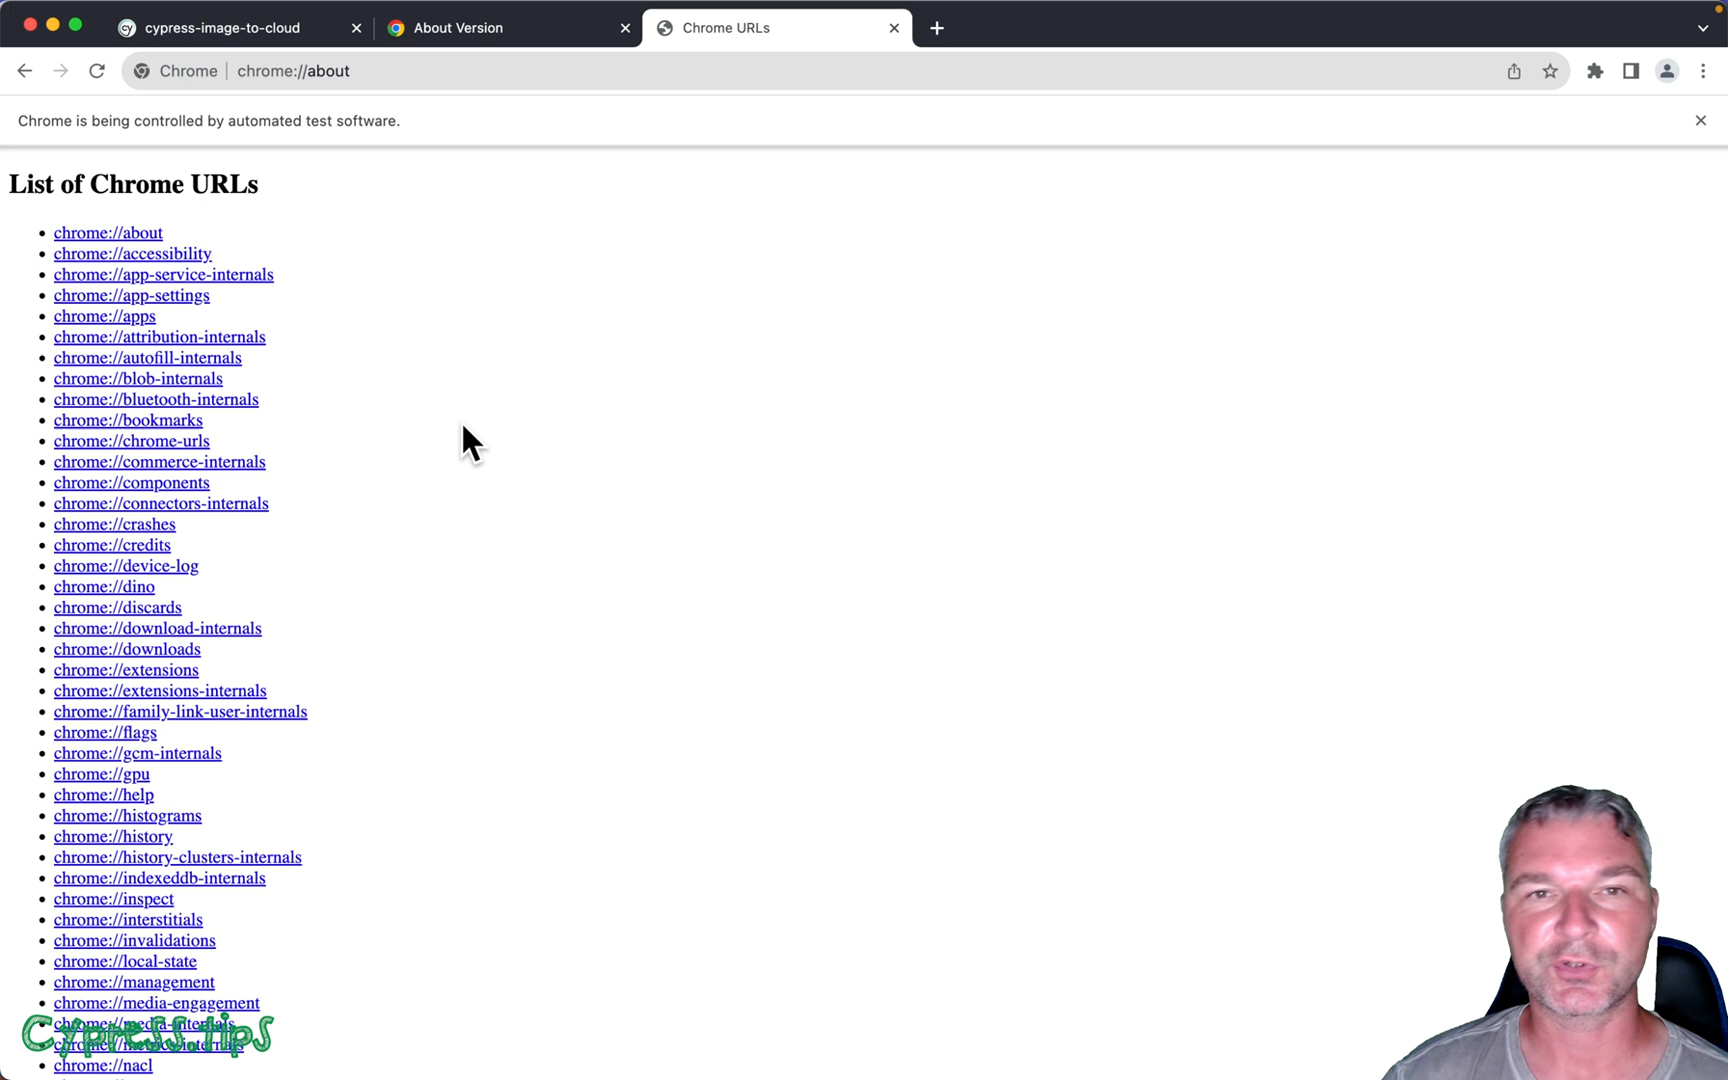 cypress-image-to-cloud
About Version
Chrome URLs
Chrome
chrome://about
Chrome is being controlled by automated test software.
List of Chrome URLs
chrome://about
chrome://accessibility
chrome://app-service-internals
chrome://app-settings
chrome://apps
chrome://attribution-internals
chrome://autofill-internals
chrome://blob-internals
chrome://bluetooth-internals
chrome://bookmarks
chrome://chrome-urls
chrome://commerce-internals
chrome://components
chrome://connectors-internals
chrome://crashes
chrome://credits
chrome://device-log
chrome://dino
chrome://discards
chrome://download-internals
chrome://downloads
chrome://extensions
chrome://extensions-internals
chrome://family-link-user-internals
chrome://flags
chrome://gcm-internals
chrome://gpu
chrome://help
chrome://histograms
chrome://history
chrome://history-clusters-internals
chrome://indexeddb-internals
chrome://inspect
chrome://interstitials
chrome://invalidations
chrome://local-state
chrome://management
chrome://media-engagement
chrome://media-internals
chrome://metrics-internals
chrome://nacl
Cypress.tips